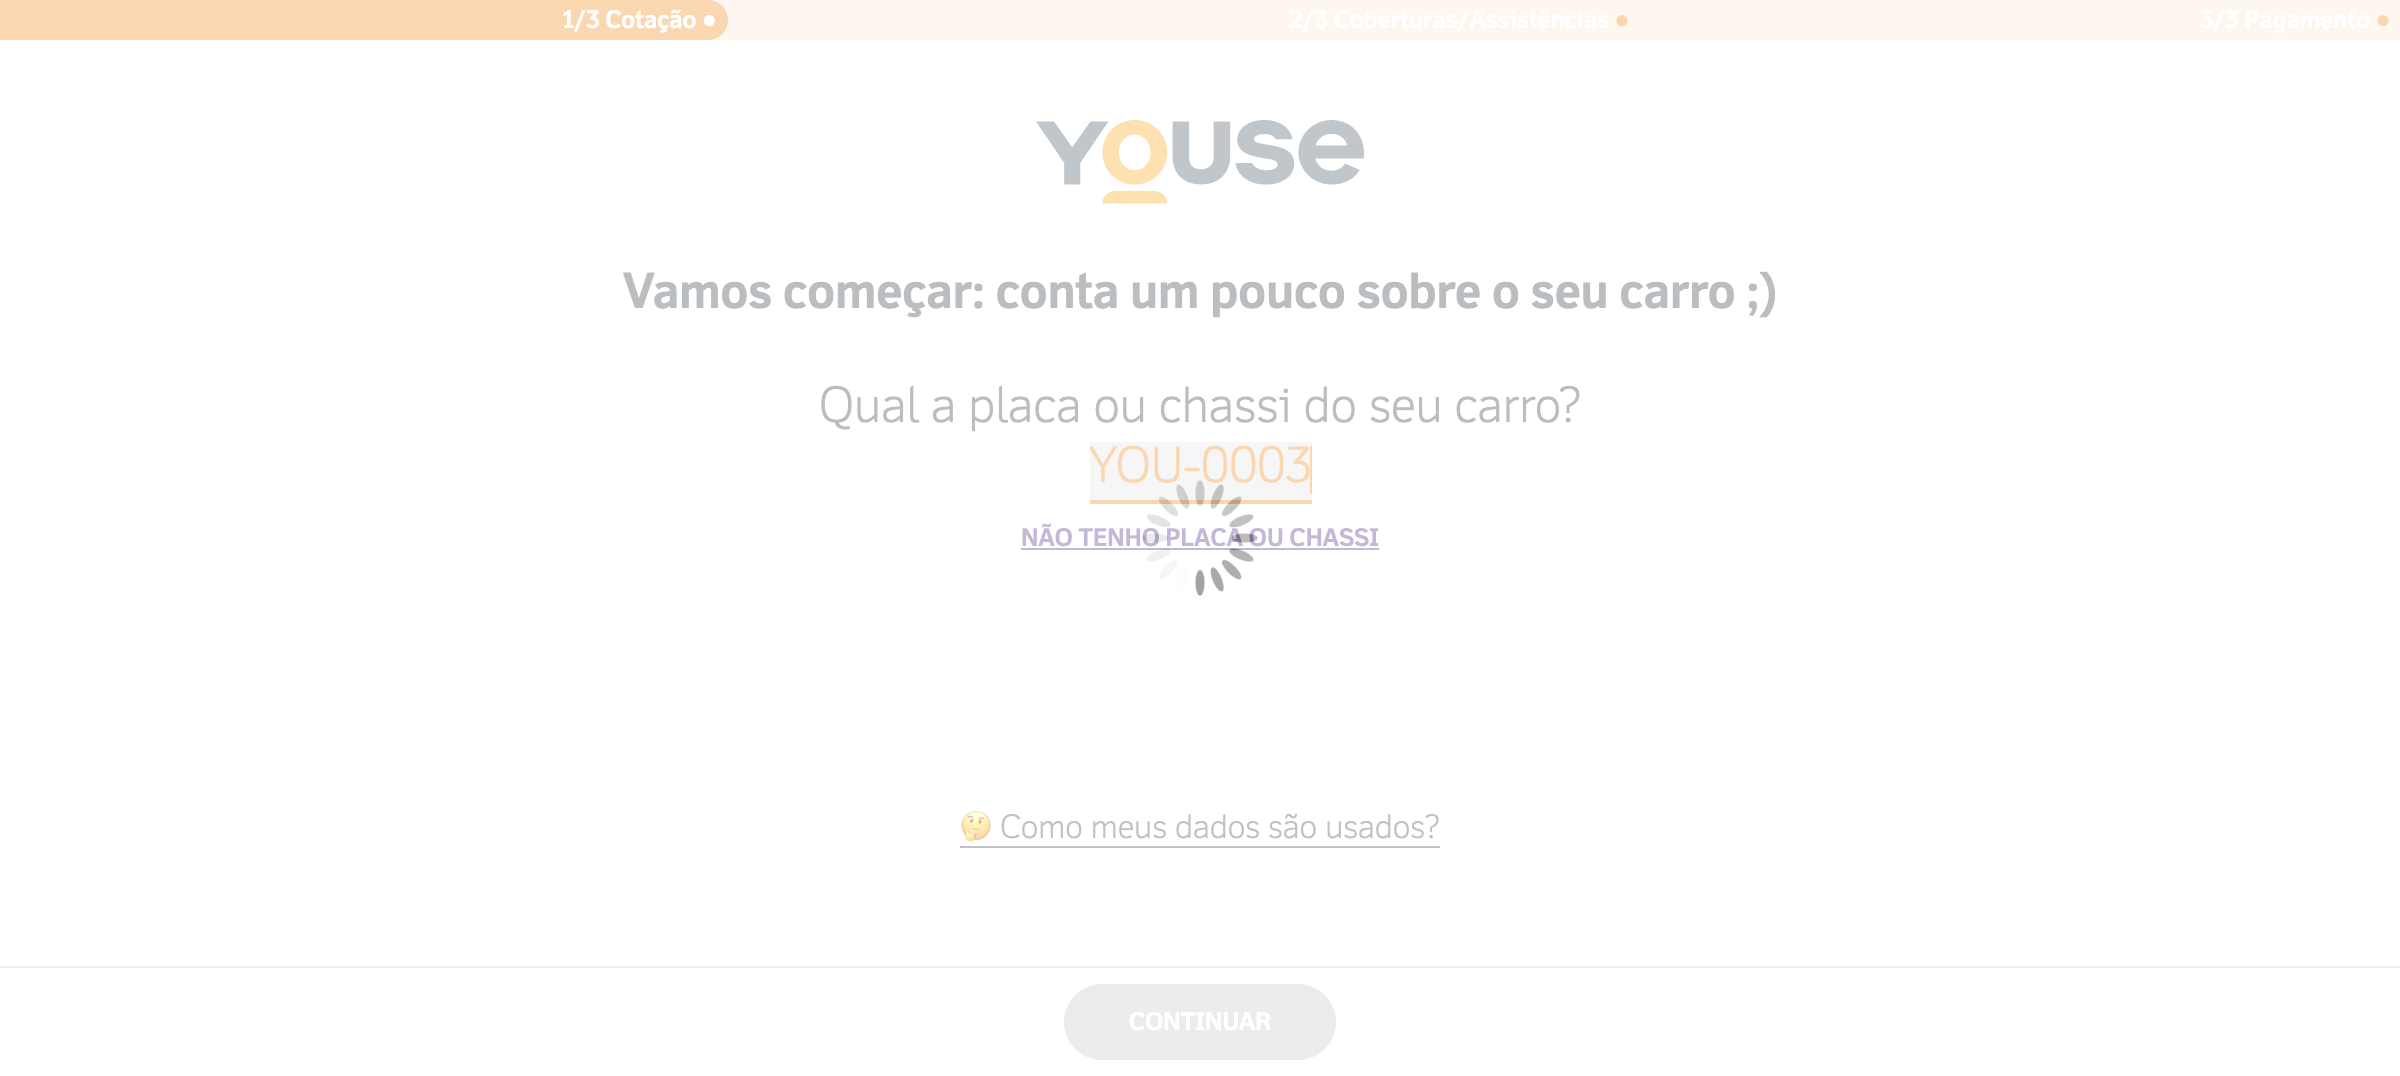 1/3 Cotação
2/3 Coberturas/Assistências
3/3 Pagamento
YOUSE
Vamos começar: conta um pouco sobre o seu carro ;)
Qual a placa ou chassi do seu carro?
YOU-0003
NÃO TENHO PLACA OU CHASSI
🤔 Como meus dados são usados?
CONTINUAR